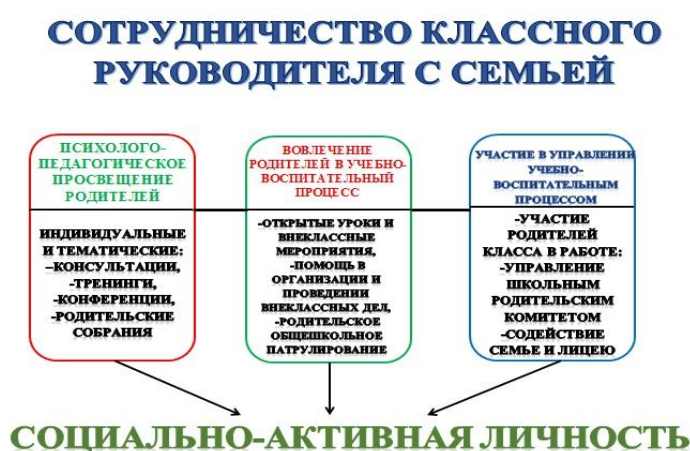 СОТРУДНИЧЕСТВО КЛАССНОГО
РУКОВОДИТЕЛЯ С СЕМЬЕЙ
ПСИХОЛОГО-
ПЕДАГОГИЧЕСКОЕ
ПРОСВЕЩЕНИЕ
РОДИТЕЛЕЙ
ИНДИВИДУАЛЬНЫЕ
И ТЕМАТИЧЕСКИЕ:
–КОНСУЛЬТАЦИИ,
-ТРЕНИНГИ,
-КОНФЕРЕНЦИИ,
-РОДИТЕЛЬСКИЕ
СОБРАНИЯ
ВОВЛЕЧЕНИЕ
РОДИТЕЛЕЙ В УЧЕБНО-
ВОСПИТАТЕЛЬНЫЙ
ПРОЦЕСС
-ОТКРЫТЫЕ УРОКИ И
ВНЕКЛАССНЫЕ
МЕРОПРИЯТИЯ,
-ПОМОЩЬ В
ОРГАНИЗАЦИИ И
ПРОВЕДЕНИИ
ВНЕКЛАССНЫХ ДЕЛ,
-РОДИТЕЛЬСКОЕ
ОБЩЕШКОЛЬНОЕ
ПАТРУЛИРОВАНИЕ
УЧАСТИЕ В УПРАВЛЕНИИ
УЧЕБНО-
ВОСПИТАТЕЛЬНЫМ
ПРОЦЕССОМ
-УЧАСТИЕ
РОДИТЕЛЕЙ
КЛАССА В РАБОТЕ:
-УПРАВЛЕНИЕ
ШКОЛЬНЫМ
РОДИТЕЛЬСКИМ
КОМИТЕТОМ
-СОДЕЙСТВИЕ
СЕМЬЕ И ЛИЦЕЮ
СОЦИАЛЬНО-АКТИВНАЯ ЛИЧНОСТЬ